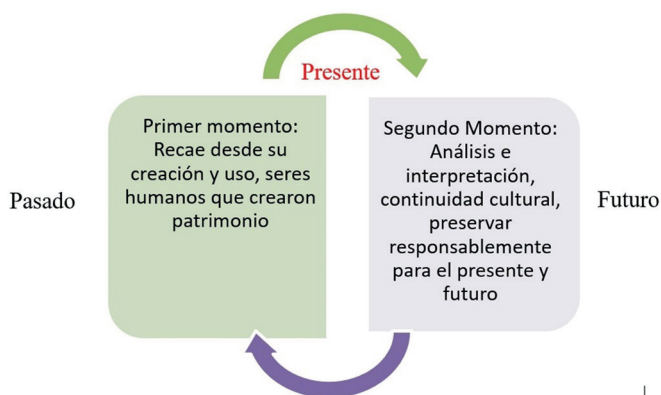 Presente
Pasado
Primer momento:
Recae desde su
creación y uso, seres
humanos que crearon
patrimonio
Segundo Momento:
Análisis e
interpretación,
continuidad cultural,
preservar
responsablemente
para el presente y
futuro
Futuro